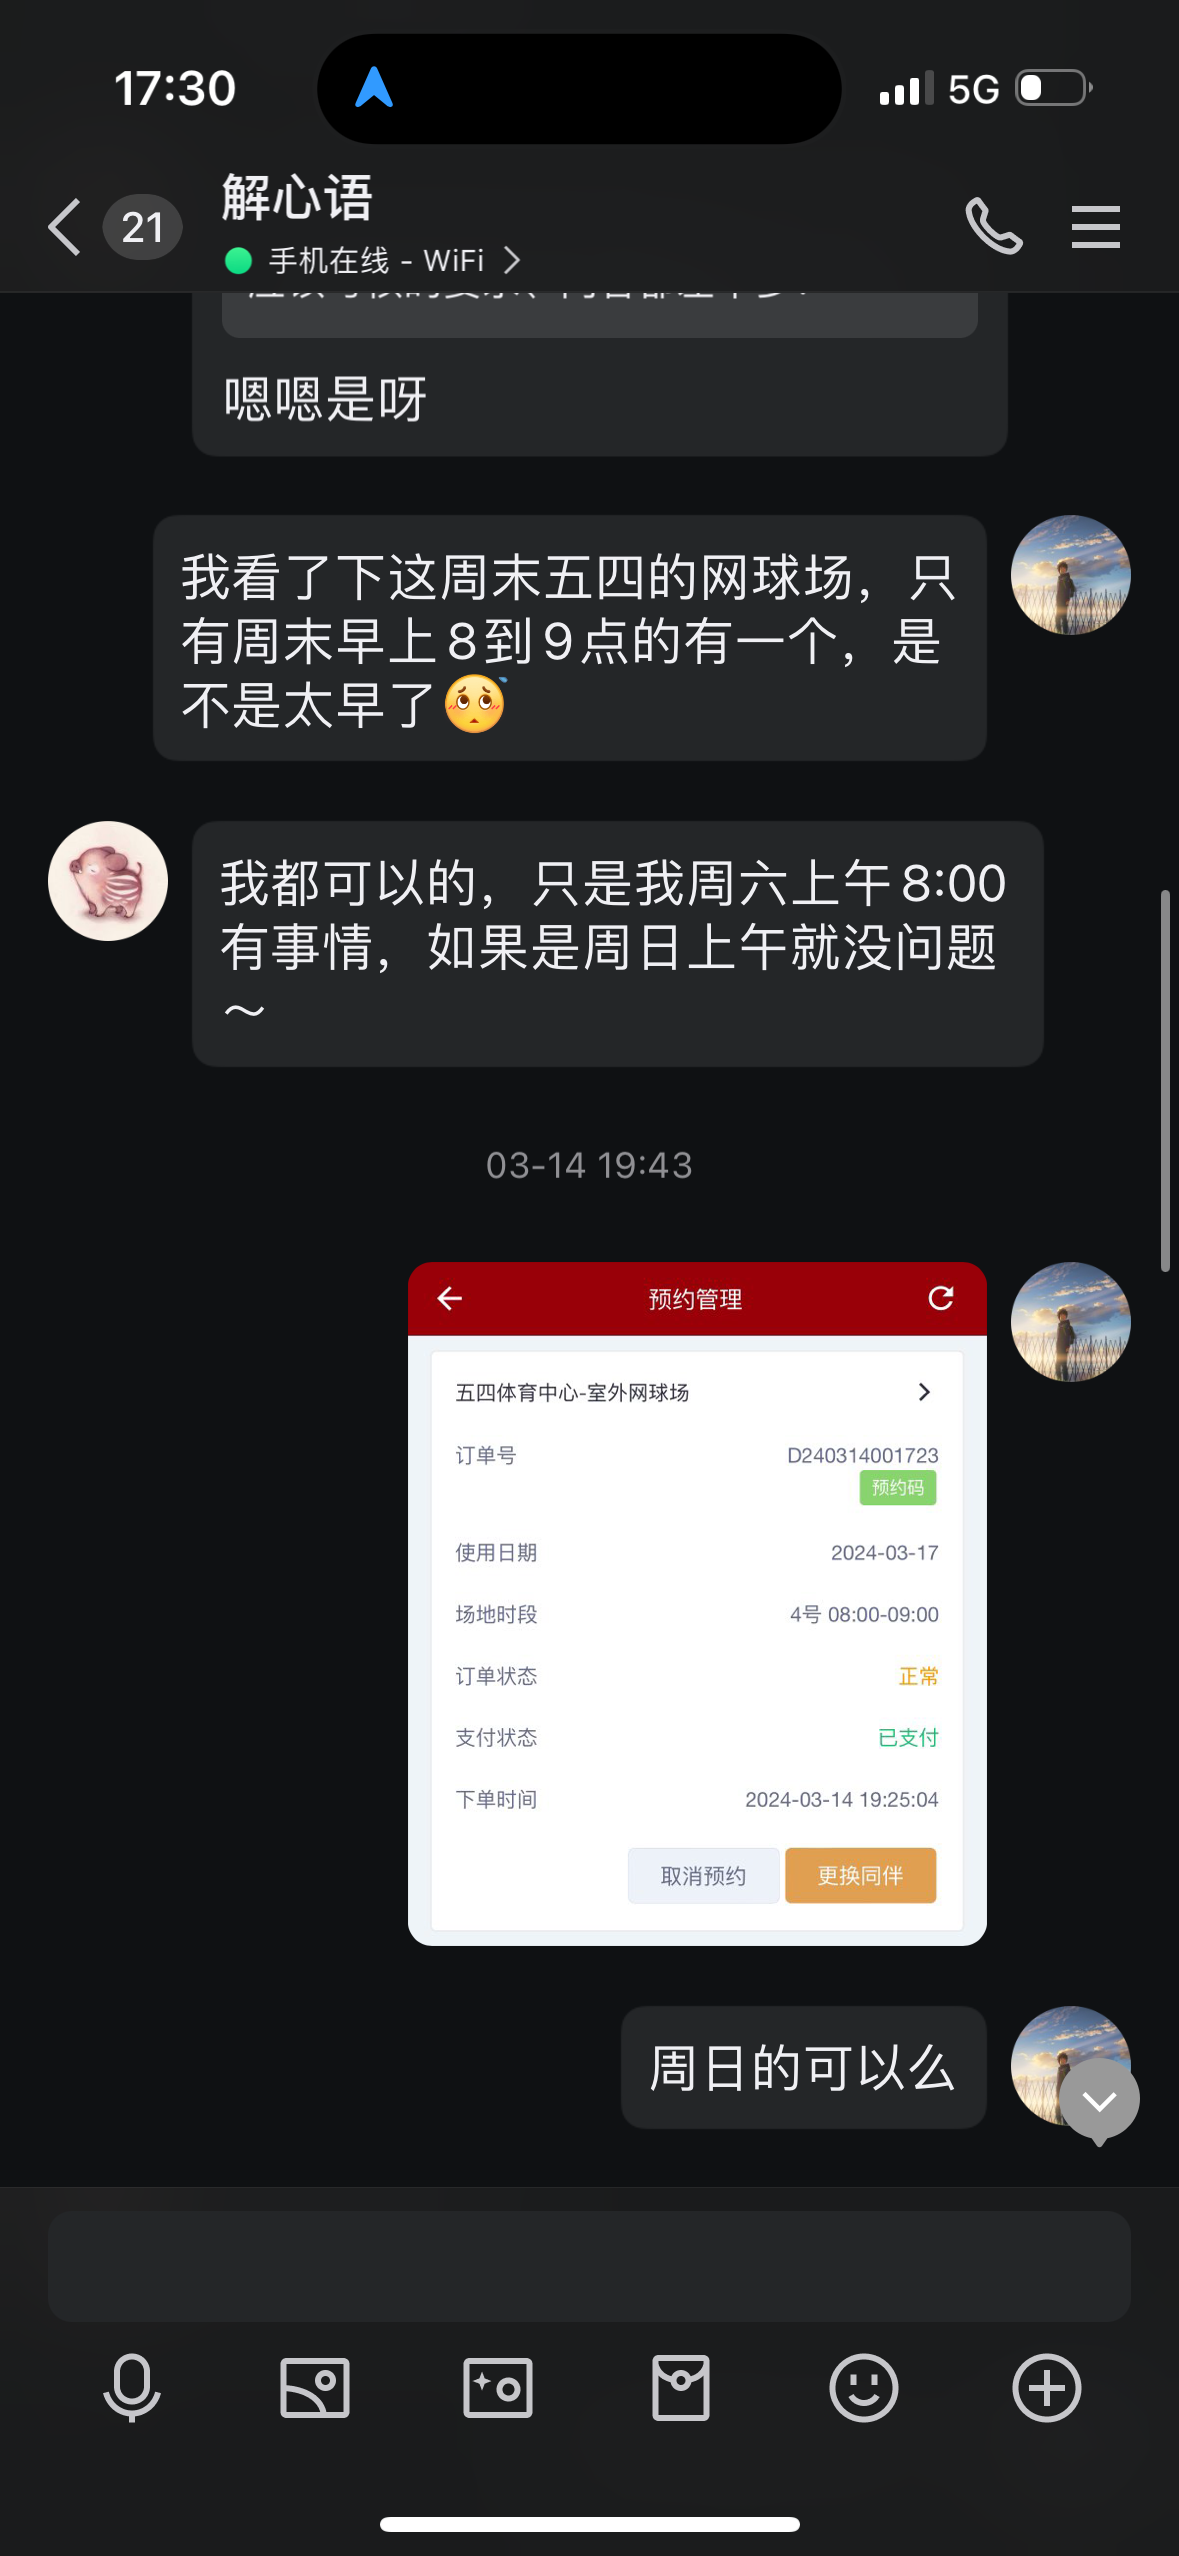 17:30
5G
21
解心语
手机在线 - WiFi
嗯嗯是呀
我看了下这周末五四的网球场，只
有周末早上8到9点的有一个，是
不是太早了
我都可以的，只是我周六上午8:00
有事情，如果是周日上午就没问题
～
03-14 19:43
预约管理
五四体育中心-室外网球场
订单号 D240314001723
预约码
使用日期 2024-03-17
场地时段 4号 08:00-09:00
订单状态 正常
支付状态 已支付
下单时间 2024-03-14 19:25:04
取消预约 更换同伴
周日的可以么